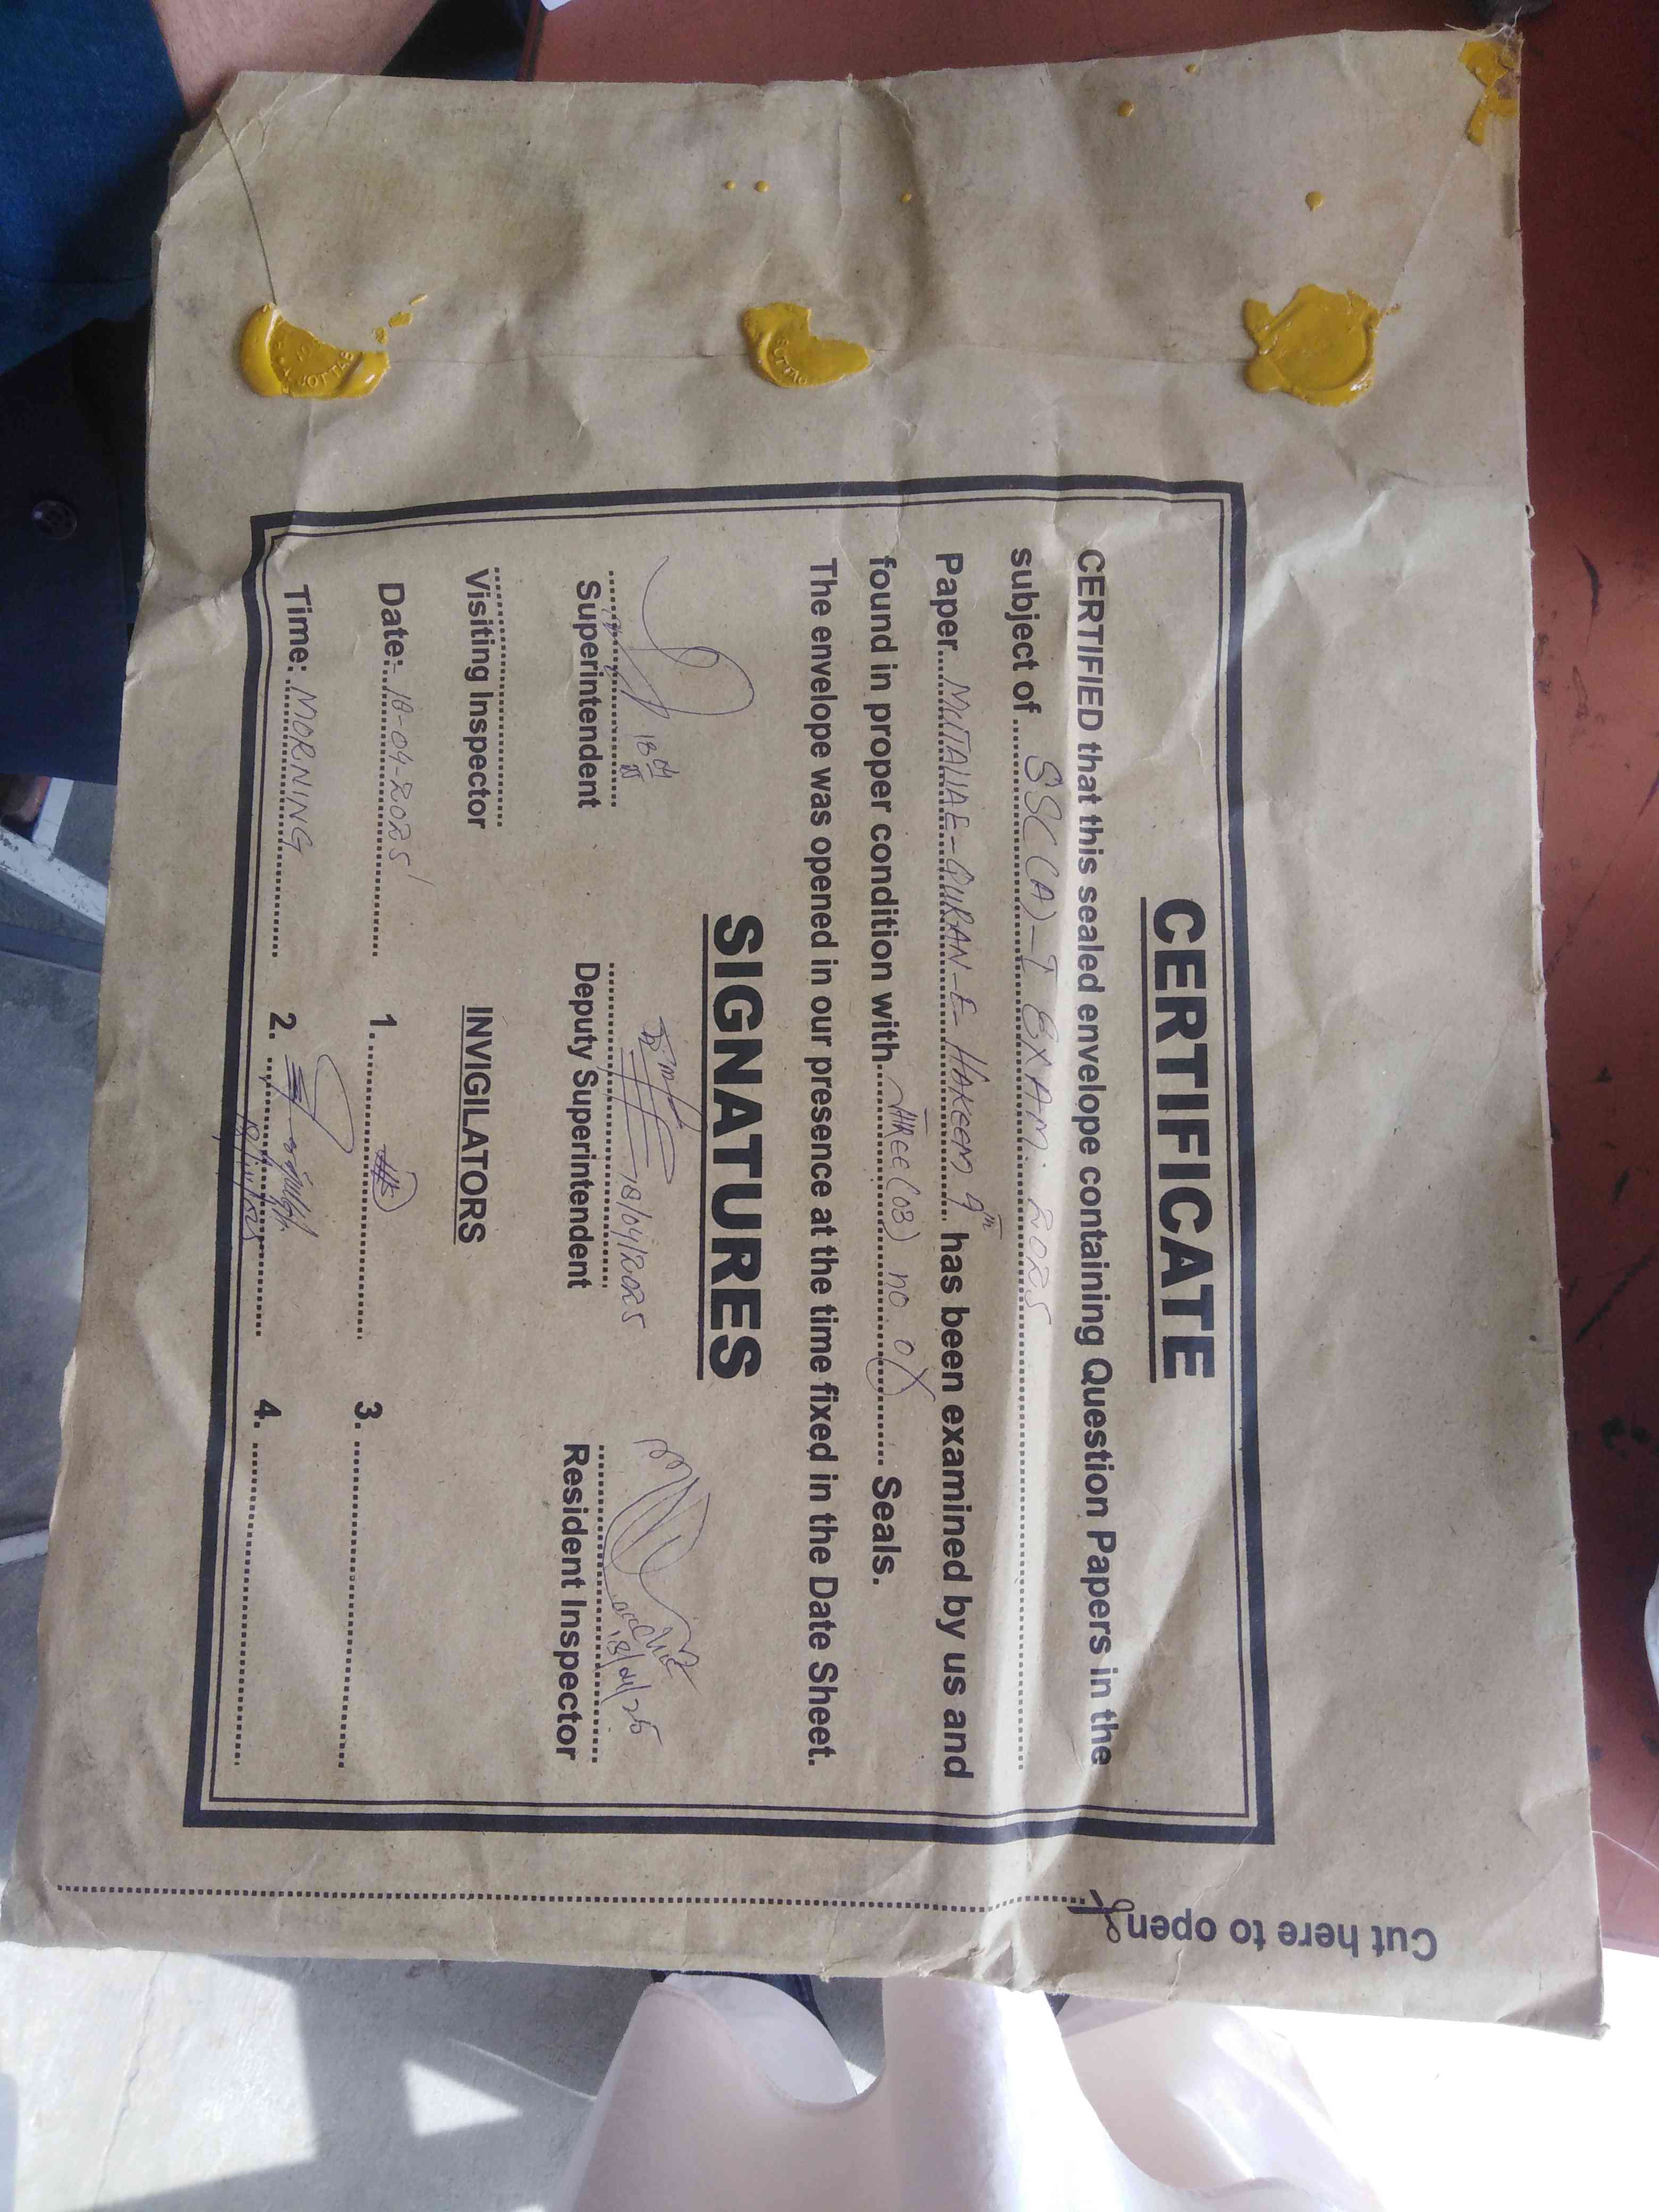 CERTIFICATE
CERTIFIED that this sealed envelope containing Question Papers in the
subject of SSC(A)-I EXAM: 2025
Paper MUTALIAE-QURAN-E-HAKEEM 9th has been examined by us and
found in proper condition with THREE (03) no. of Seals.
The envelope was opened in our presence at the time fixed in the Date Sheet.
SIGNATURES
18/04/2025
18/04/25
Superintendent Deputy Superintendent Resident Inspector
Visiting Inspector INVIGILATORS
Date:- 18-04-2025 1. 3.
Time: MORNING 2. 4.
Cut here to open